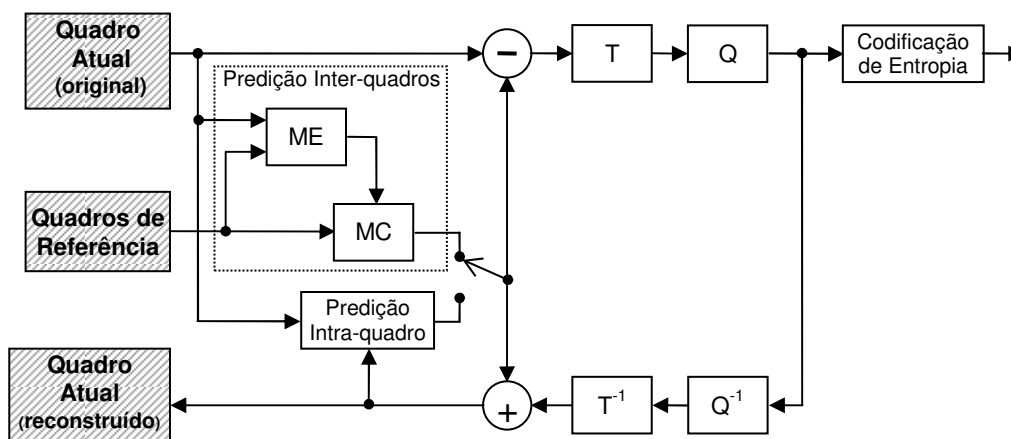 Quadro
Atual
(original)
−
T
Q
Codificação
de Entropia
Predição Inter-quadros
ME
MC
Quadros de
Referência
Predição
Intra-quadro
Quadro
Atual
(reconstruído)
+
T⁻¹
Q⁻¹